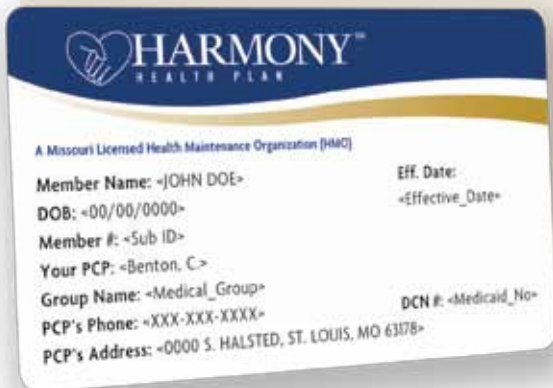 HARMONY℠
HEALTH PLAN
A Missouri Licensed Health Maintenance Organization (HMO)
Member Name: <JOHN DOE>
Eff. Date:
DOB: <00/00/0000>
<Effective_Date>
Member #: <Sub ID>
Your PCP: <Benton, C.>
Group Name: <Medical_Group>
PCP's Phone: <XXX-XXX-XXXX>
DCN #: <Medicaid_No>
PCP's Address: <0000 S. HALSTED, ST. LOUIS, MO 63178>